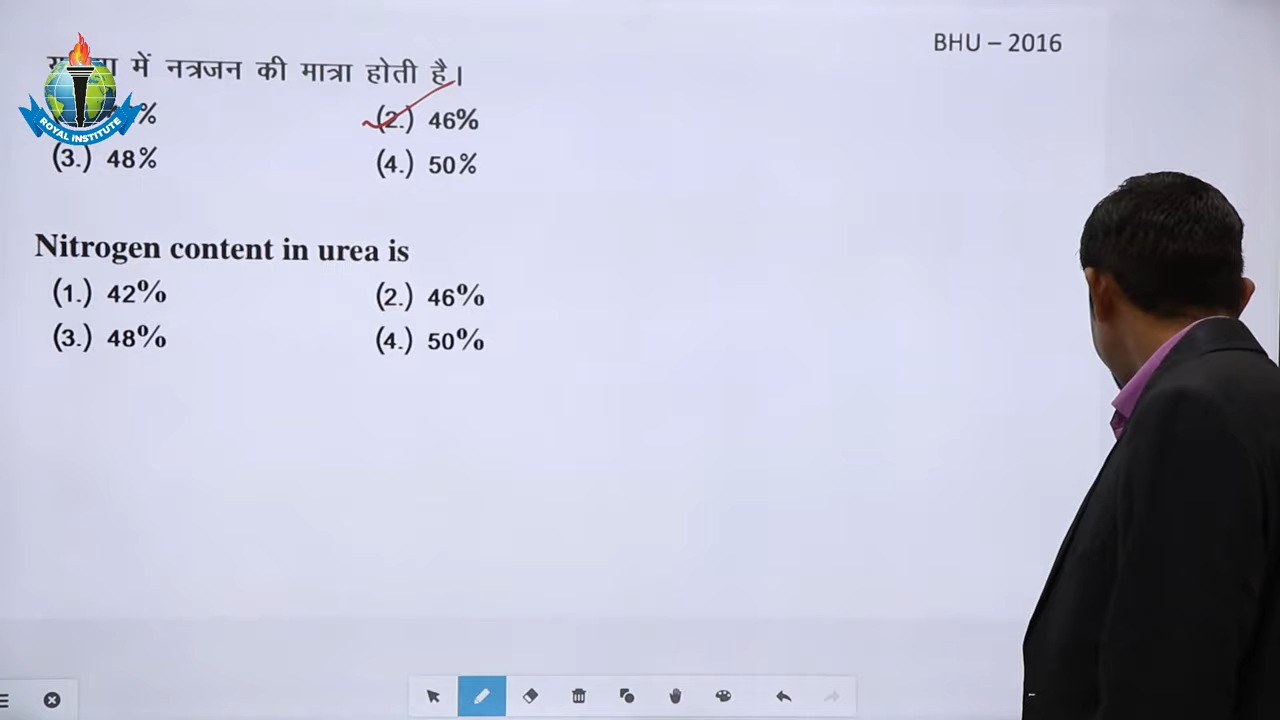 BHU – 2016
में नत्रजन की मात्रा होती है।
%
(2.) 46%
(3.) 48%
(4.) 50%
ROYAL INSTITUTE
Nitrogen content in urea is
(1.) 42%
(2.) 46%
(3.) 48%
(4.) 50%